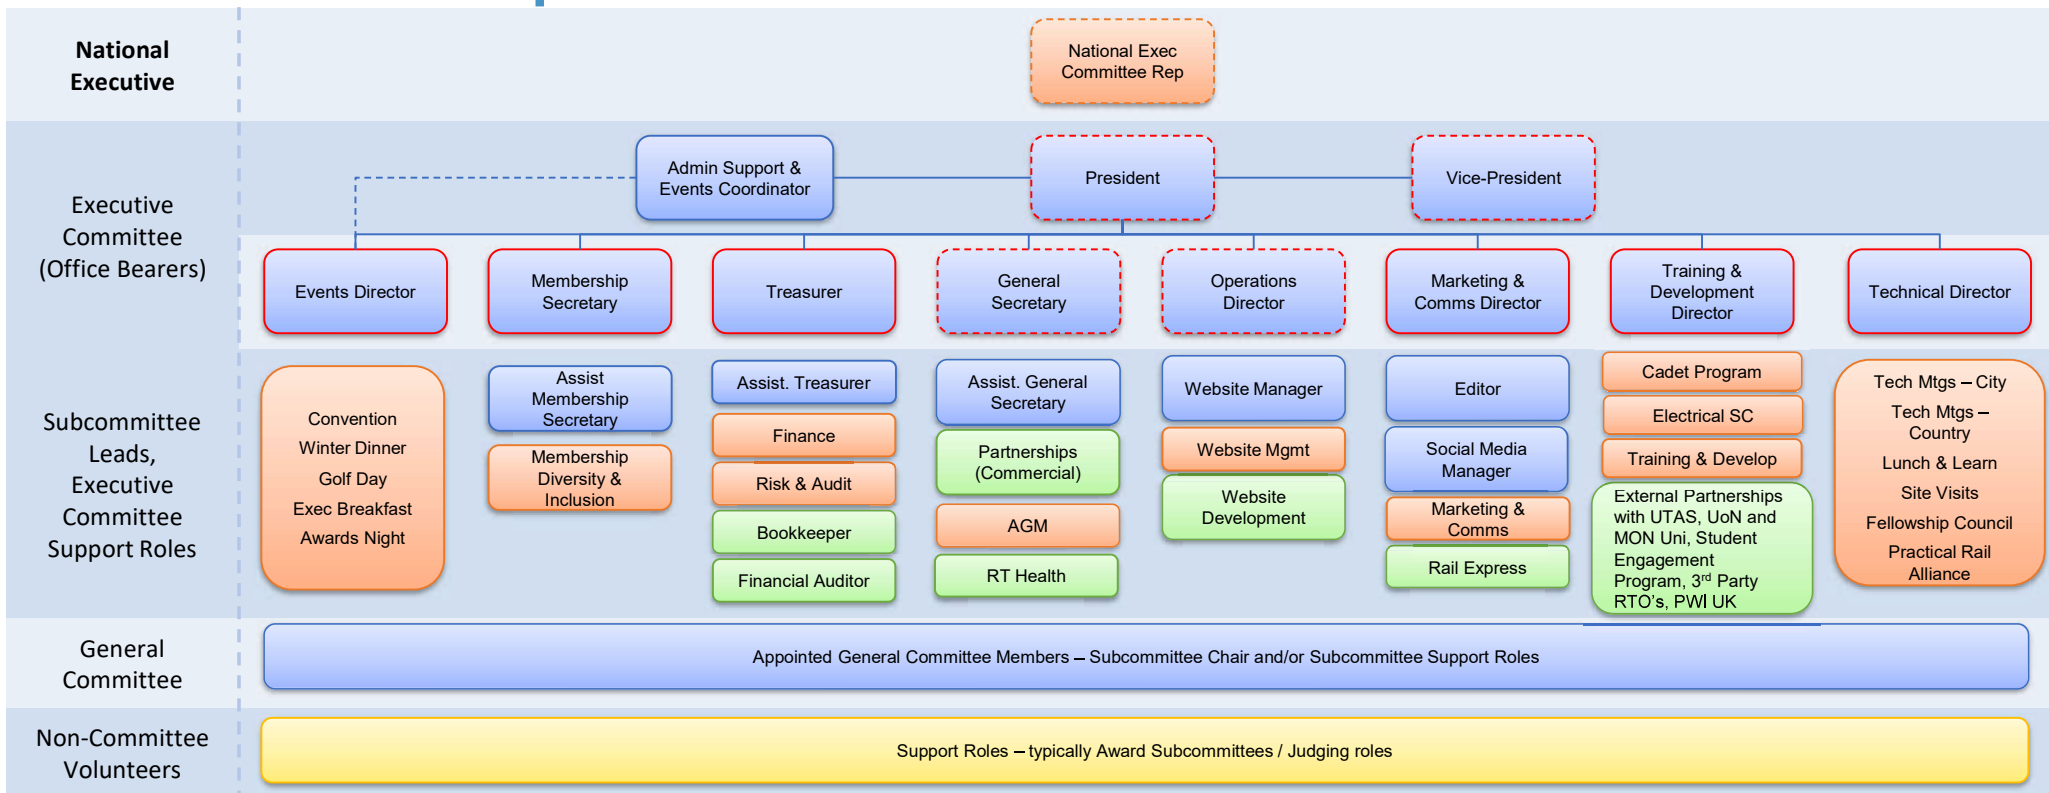 National
Executive
National Exec
Committee Rep
Executive
Committee
(Office Bearers)
Admin Support &
Events Coordinator
President
Vice-President
Events Director
Membership
Secretary
Treasurer
General
Secretary
Operations
Director
Marketing &
Comms Director
Training &
Development
Director
Technical Director
Subcommittee
Leads,
Executive
Committee
Support Roles
Convention
Winter Dinner
Golf Day
Exec Breakfast
Awards Night
Assist
Membership
Secretary
Membership
Diversity &
Inclusion
Assist. Treasurer
Finance
Risk & Audit
Bookkeeper
Financial Auditor
Assist. General
Secretary
Partnerships
(Commercial)
AGM
RT Health
Website Manager
Website Mgmt
Website
Development
Editor
Social Media
Manager
Marketing &
Comms
Rail Express
Cadet Program
Electrical SC
Training & Develop
External Partnerships
with UTAS, UoN and
MON Uni, Student
Engagement
Program, 3rd Party
RTO's, PWI UK
Tech Mtgs – City
Tech Mtgs –
Country
Lunch & Learn
Site Visits
Fellowship Council
Practical Rail
Alliance
General
Committee
Appointed General Committee Members – Subcommittee Chair and/or Subcommittee Support Roles
Non-Committee
Volunteers
Support Roles – typically Award Subcommittees / Judging roles